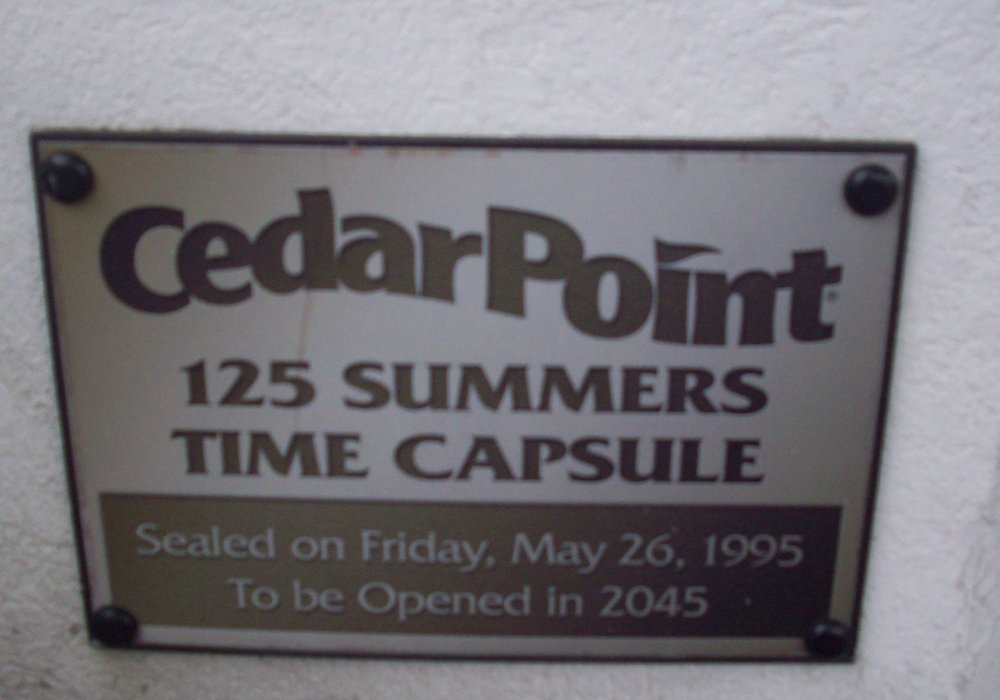 CedarPoint®
125 SUMMERS
TIME CAPSULE
Sealed on Friday, May 26, 1995
To be Opened in 2045